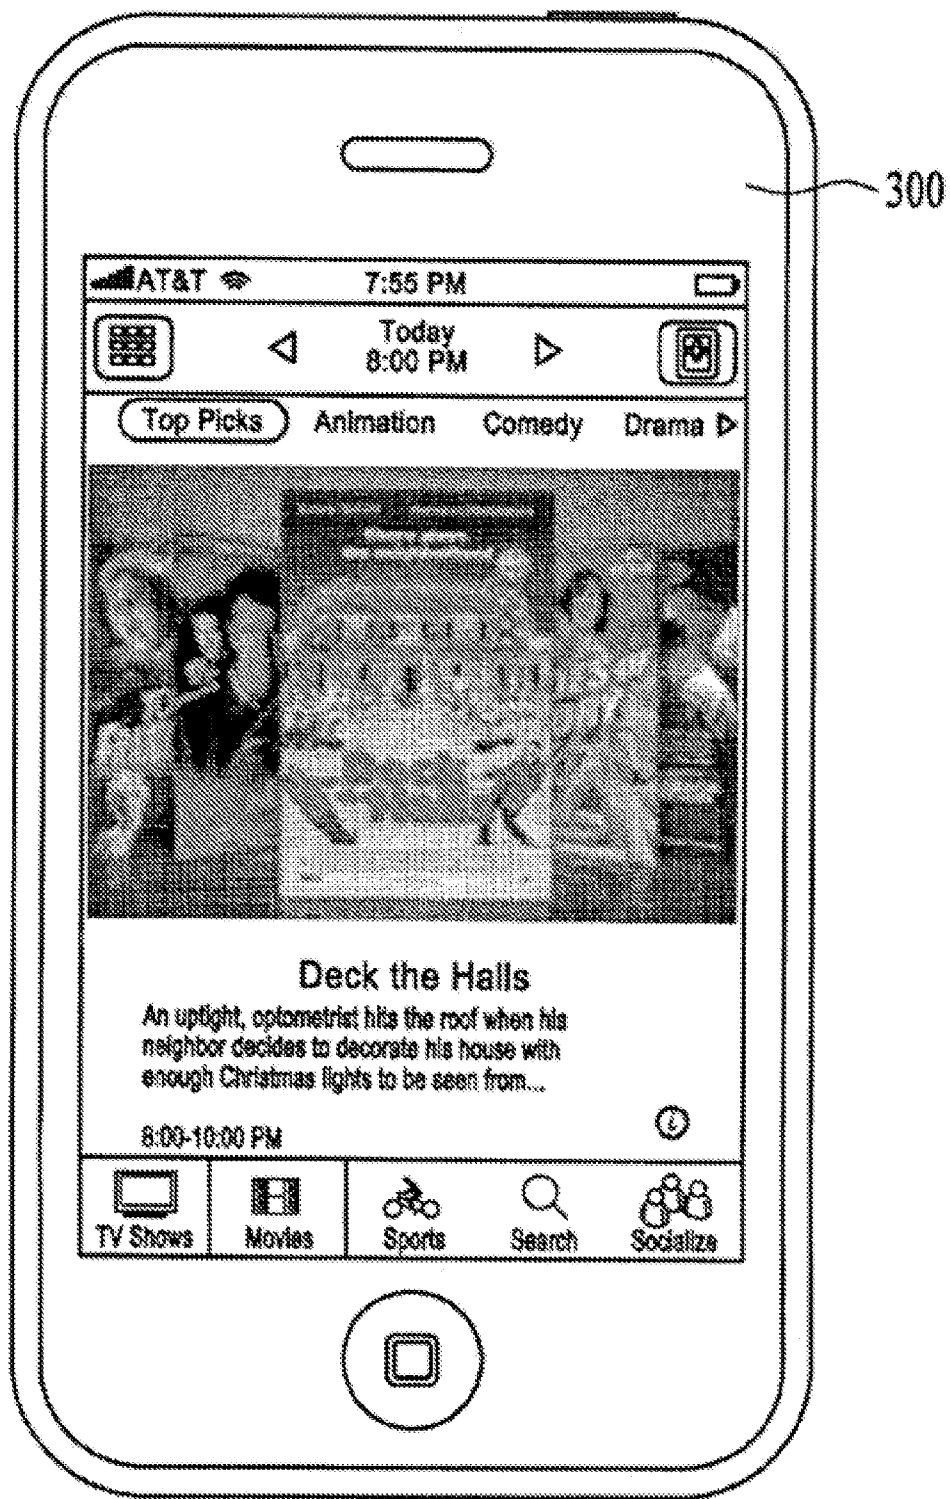 300
AT&T 7:55 PM
Today
8:00 PM
Top Picks Animation Comedy Drama
Deck the Halls
An uptight, optometrist hits the roof when his
neighbor decides to decorate his house with
enough Christmas lights to be seen from...
8:00-10:00 PM
TV Shows Movies Sports Search Socialize